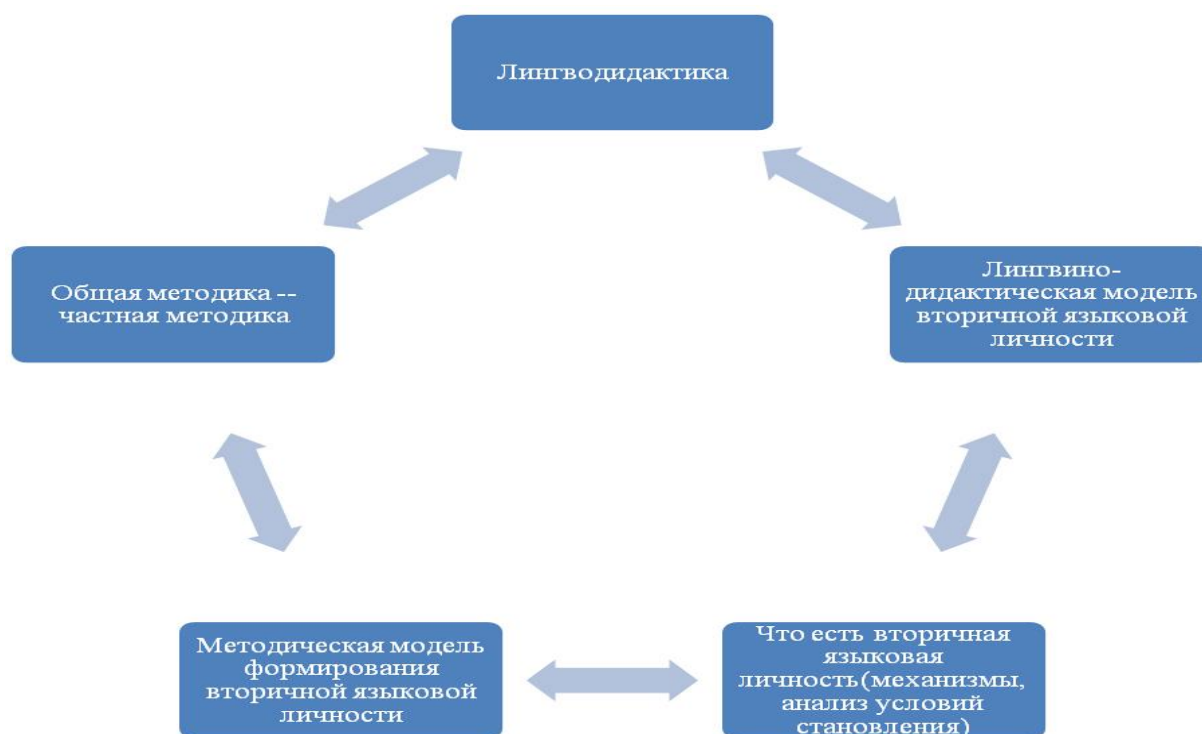 Лингводидактика
Общая методика --
частная методика
Лингвино-
дидактическая модель
вторичной языковой
личности
Методическая модель
формирования
вторичной языковой
личности
Что есть вторичная
языковая
личность(механизмы,
анализ условий
становления)